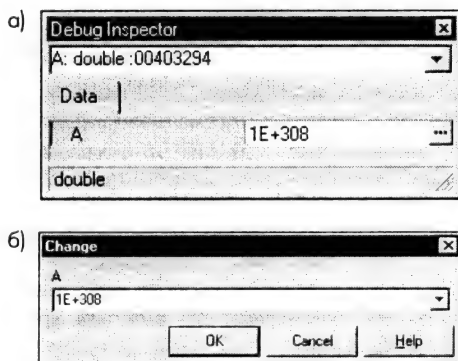 а)
Debug Inspector
A: double :00403294
Data
A 1E+308 ...
double
б)
Change
A
1E+308
OK Cancel Help